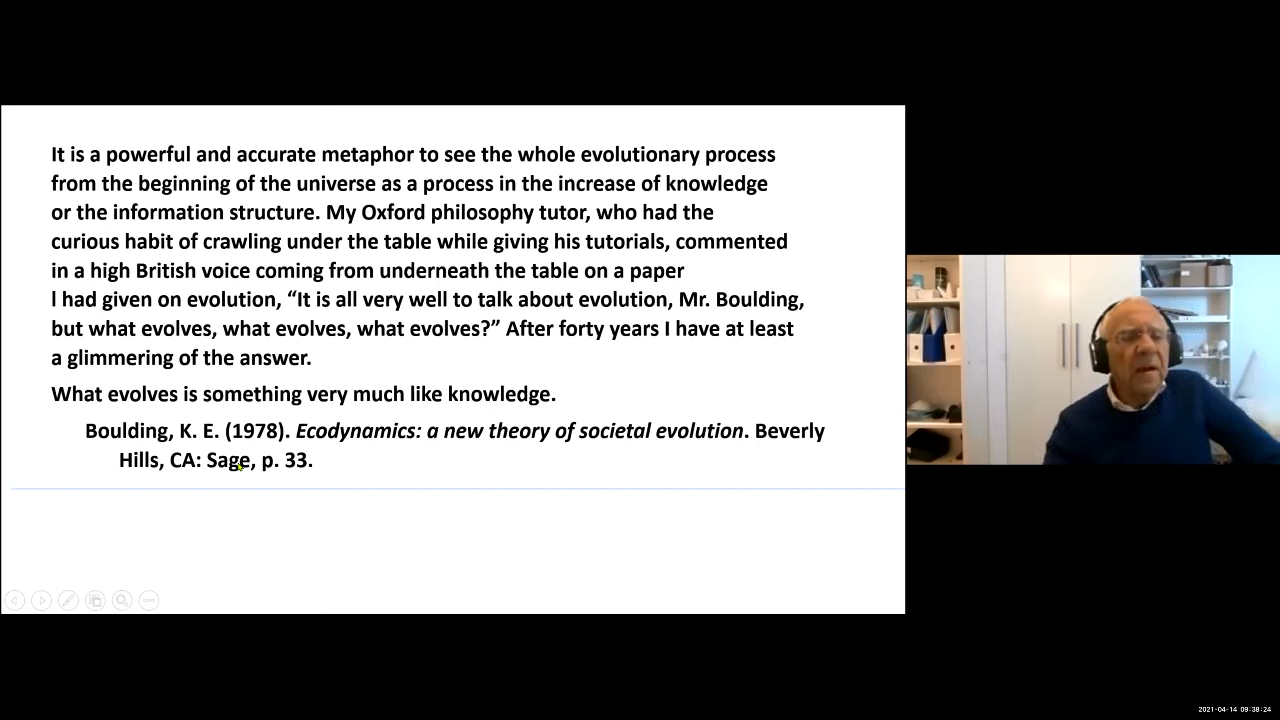 It is a powerful and accurate metaphor to see the whole evolutionary process
from the beginning of the universe as a process in the increase of knowledge
or the information structure. My Oxford philosophy tutor, who had the
curious habit of crawling under the table while giving his tutorials, commented
in a high British voice coming from underneath the table on a paper
I had given on evolution, “It is all very well to talk about evolution, Mr. Boulding,
but what evolves, what evolves, what evolves?” After forty years I have at least
a glimmering of the answer.
What evolves is something very much like knowledge.
Boulding, K. E. (1978). Ecodynamics: a new theory of societal evolution. Beverly
Hills, CA: Sage, p. 33.
2021-04-14 09:38:24